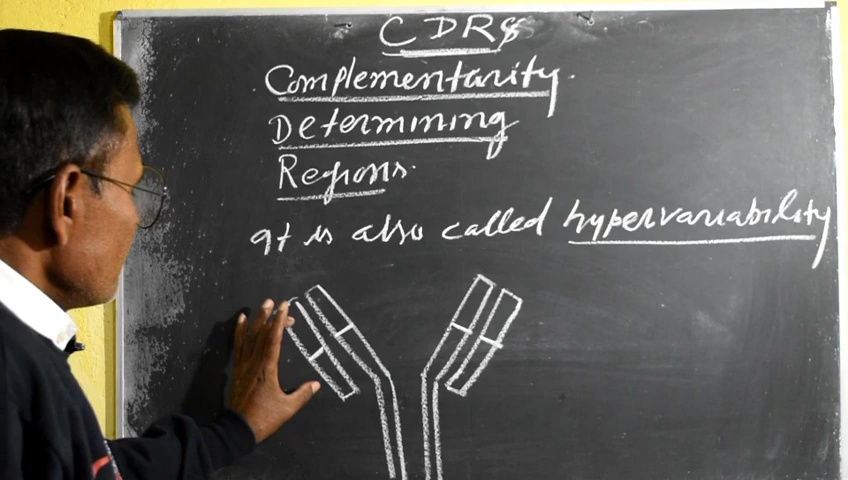 CDRs
Complementarity.
Determining
Regions.
It is also called hypervariability